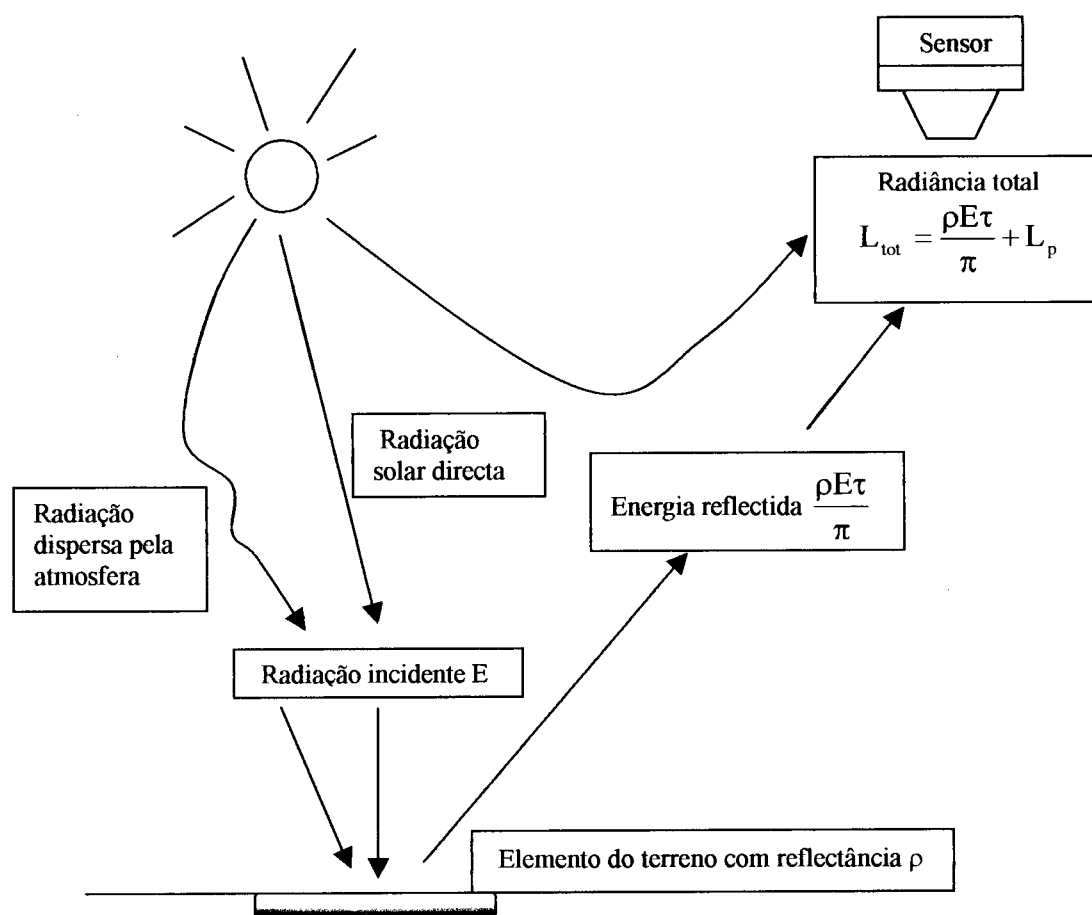 Sensor
Radiância total
L_tot = ρEτ/π + L_p
Radiação
solar directa
Energia reflectida ρEτ/π
Radiação
dispersa pela
atmosfera
Radiação incidente E
Elemento do terreno com reflectância ρ